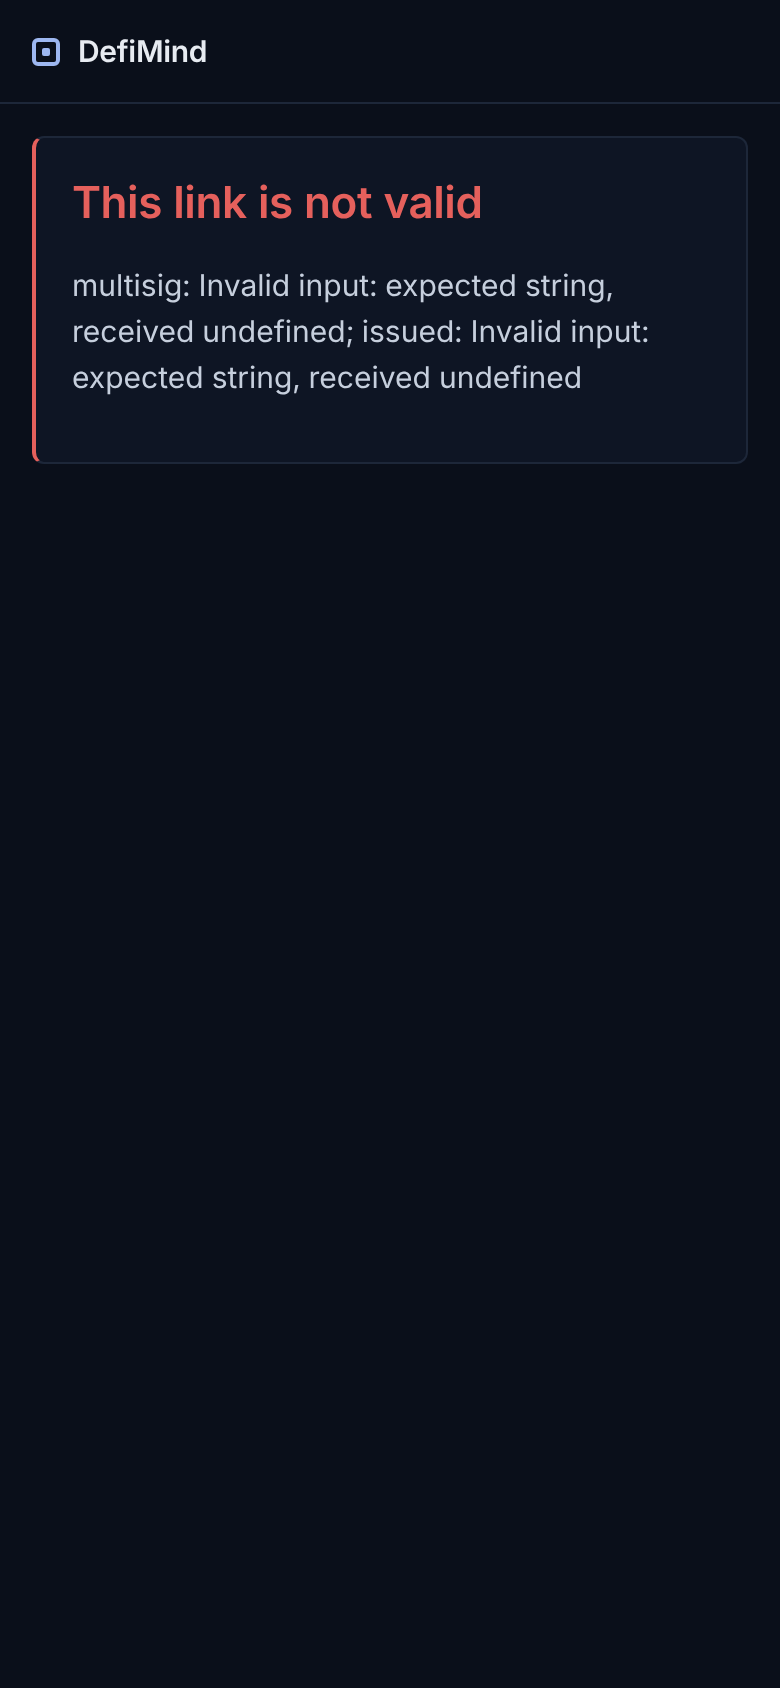 DefiMind
This link is not valid
multisig: Invalid input: expected string,
received undefined; issued: Invalid input:
expected string, received undefined